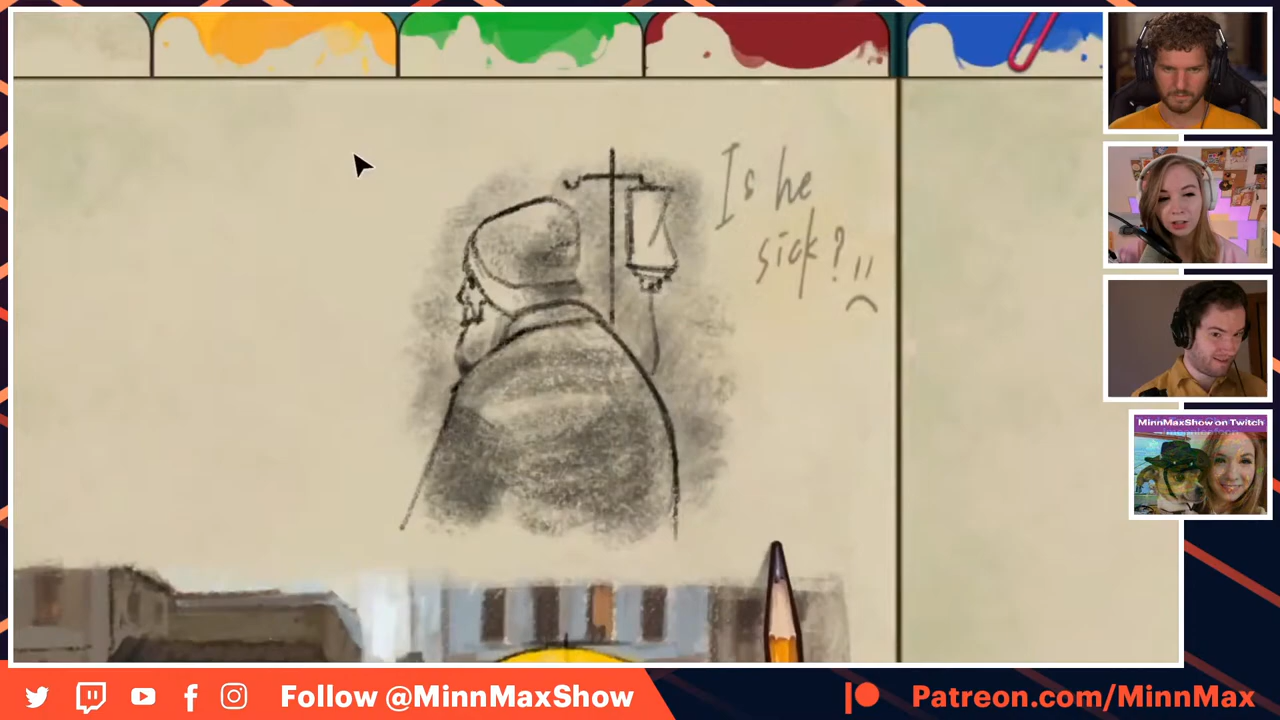 Is he
sick?
MinnMaxShow on Twitch
Follow @MinnMaxShow
Patreon.com/MinnMax